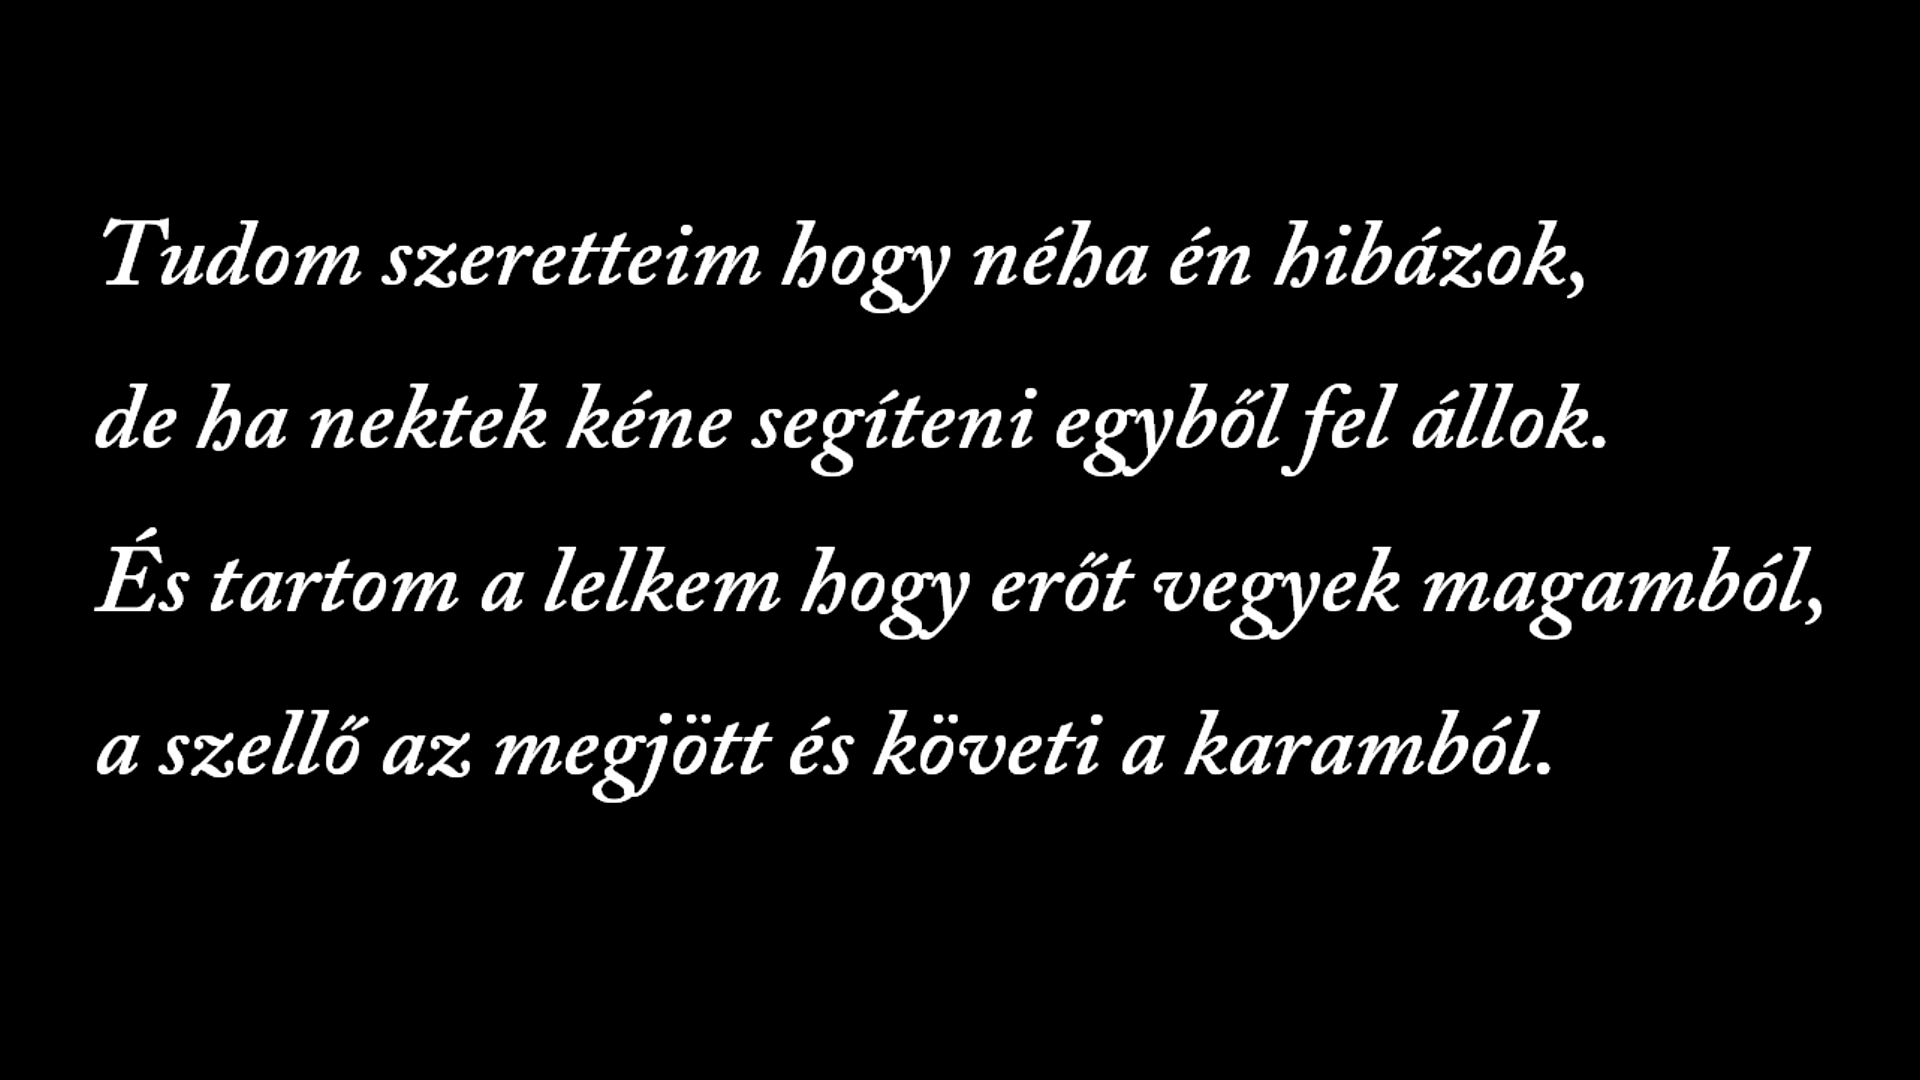 Tudom szeretteim hogy néha én hibázok,
de ha nektek kéne segíteni egyből fel állok.
És tartom a lelkem hogy erőt vegyek magamból,
a szellő az megjött és követi a karamból.